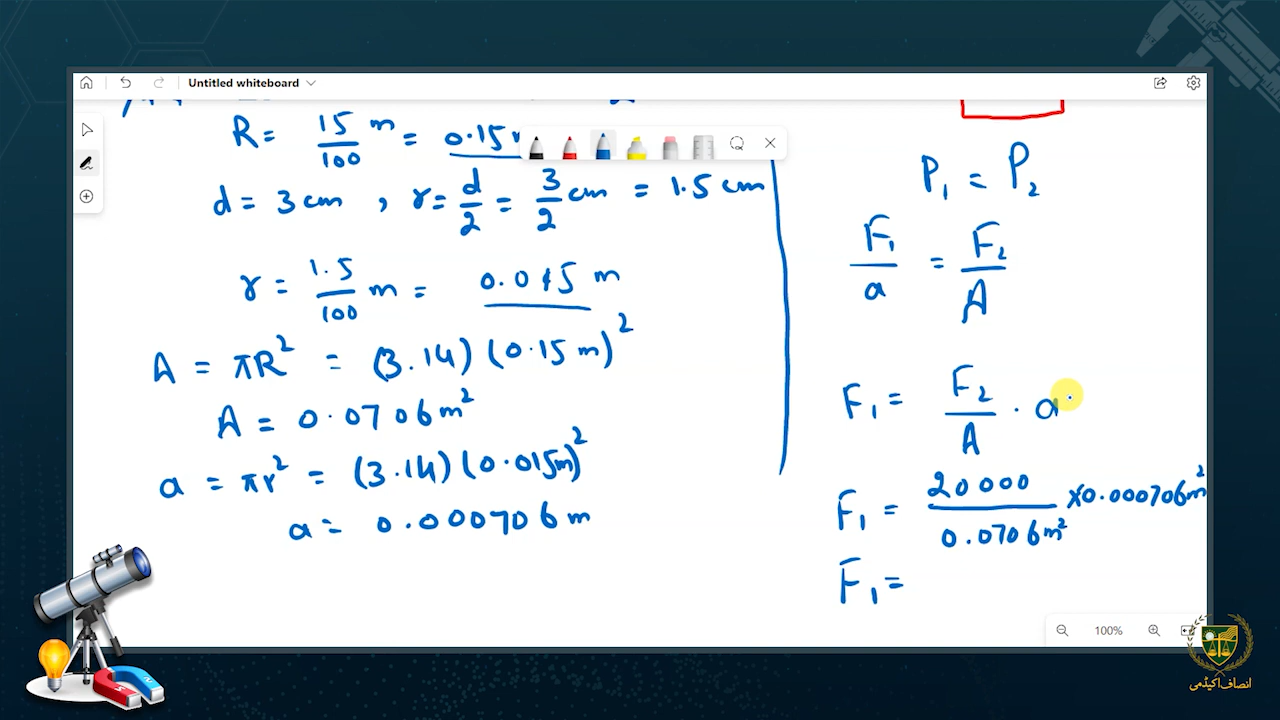 Untitled whiteboard
R = 15/100 m = 0.15
d = 3 cm , r = d/2 = 3/2 cm = 1.5 cm
r = 1.5/100 m = 0.015 m
A = πR² = (3.14) (0.15 m)²
A = 0.0706 m²
a = πr² = (3.14) (0.015m)²
a = 0.000706 m
P₁ = P₂
F₁/a = F₂/A
F₁ = F₂/A · a
F₁ = 20000/0.0706m² × 0.000706m²
F₁ =
100%
انصاف اکیڈمی